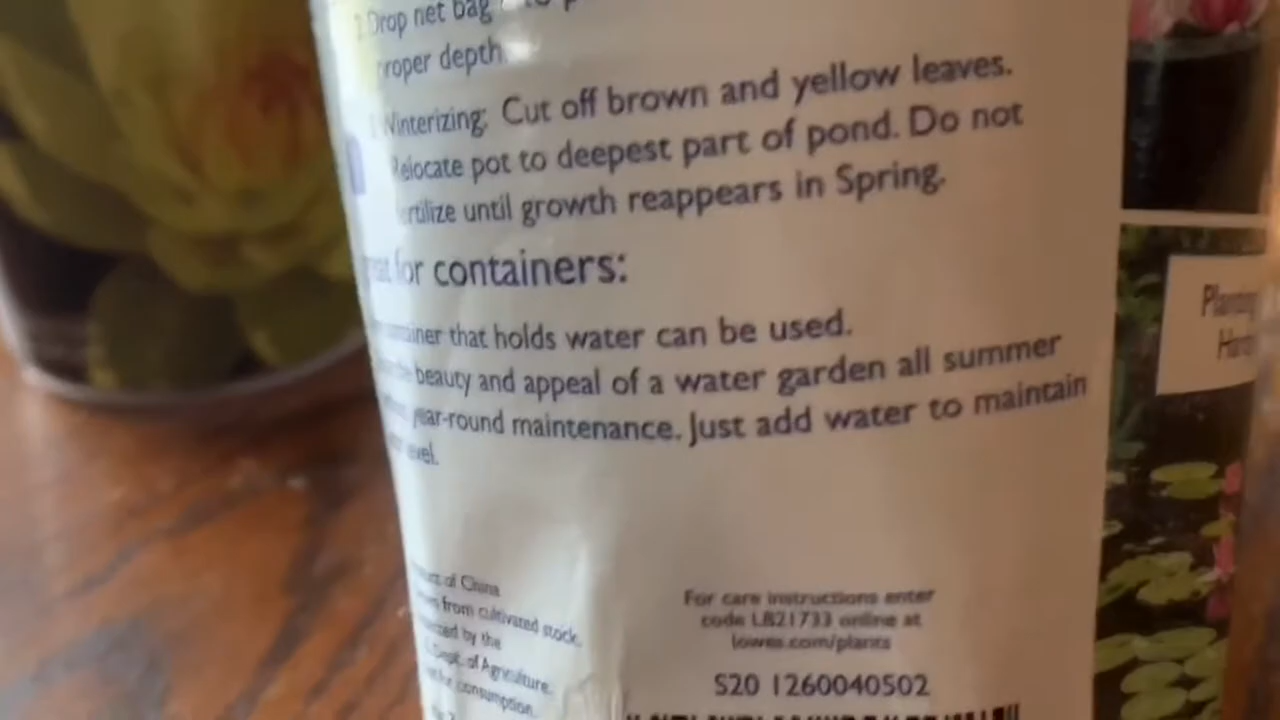 Drop net bag
proper depth.
Winterizing: Cut off brown and yellow leaves.
Relocate pot to deepest part of pond. Do not
fertilize until growth reappears in Spring.
for containers:
container that holds water can be used.
beauty and appeal of a water garden all summer
year-round maintenance. Just add water to maintain
level.
Planting
of China
from cultivated stock.
by the
Dept. of Agriculture.
for consumption.
For care instructions enter
code LB21733 online at
lowes.com/plants
S20 1260040502